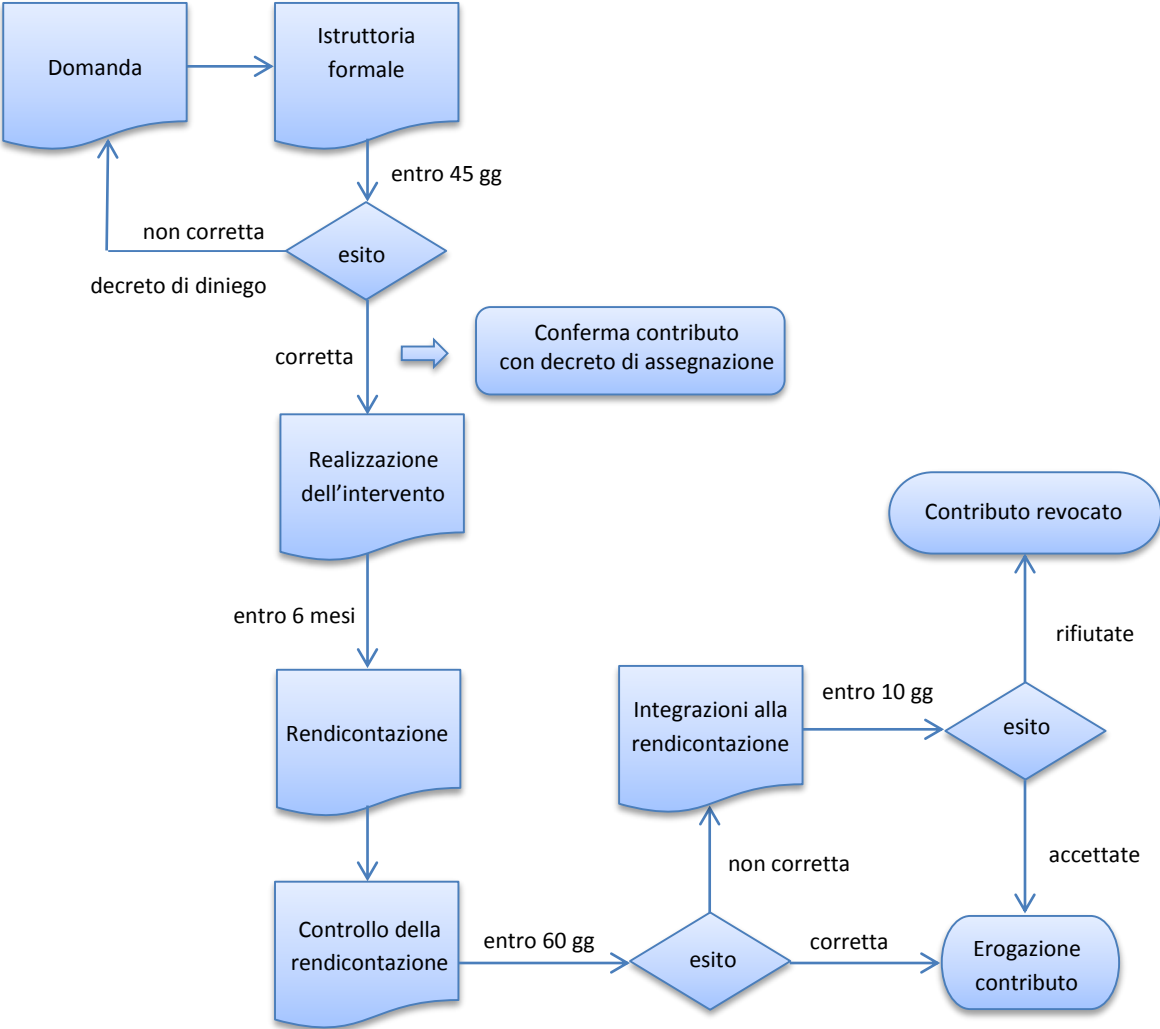 Domanda
Istruttoria
formale
entro 45 gg
non corretta
esito
decreto di diniego
corretta
Conferma contributo
con decreto di assegnazione
Realizzazione
dell’intervento
entro 6 mesi
Rendicontazione
Controllo della
rendicontazione
entro 60 gg
esito
non corretta
corretta
Integrazioni alla
rendicontazione
entro 10 gg
esito
rifiutate
Contributo revocato
accettate
Erogazione
contributo